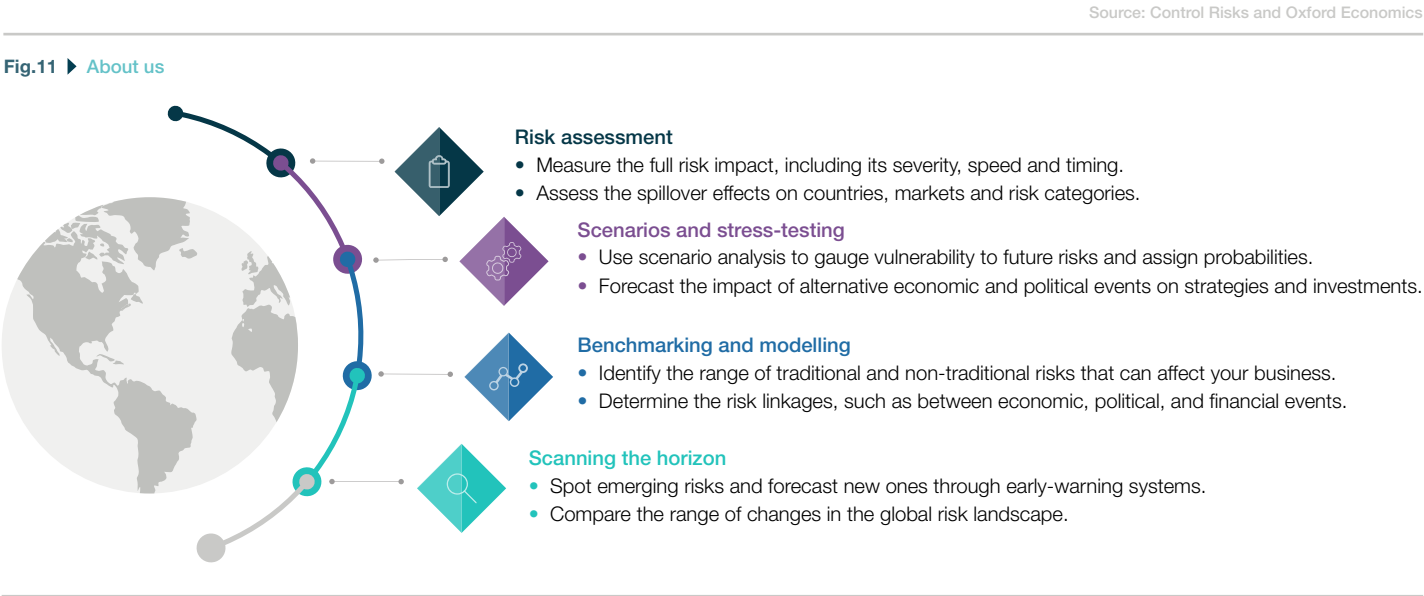 Source: Control Risks and Oxford Economics
Fig.11 About us
Risk assessment
• Measure the full risk impact, including its severity, speed and timing.
• Assess the spillover effects on countries, markets and risk categories.
Scenarios and stress-testing
• Use scenario analysis to gauge vulnerability to future risks and assign probabilities.
• Forecast the impact of alternative economic and political events on strategies and investments.
Benchmarking and modelling
• Identify the range of traditional and non-traditional risks that can affect your business.
• Determine the risk linkages, such as between economic, political, and financial events.
Scanning the horizon
• Spot emerging risks and forecast new ones through early-warning systems.
• Compare the range of changes in the global risk landscape.